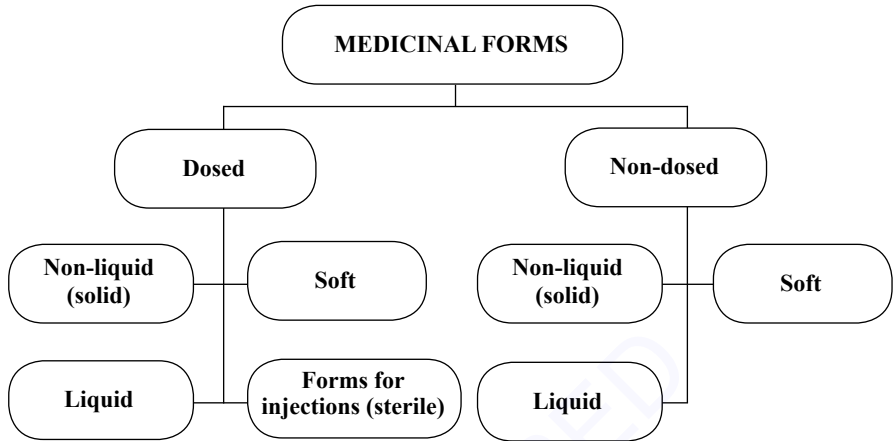 MEDICINAL FORMS
Dosed
Non-dosed
Non-liquid
(solid)
Soft
Non-liquid
(solid)
Soft
Liquid
Forms for
injections (sterile)
Liquid